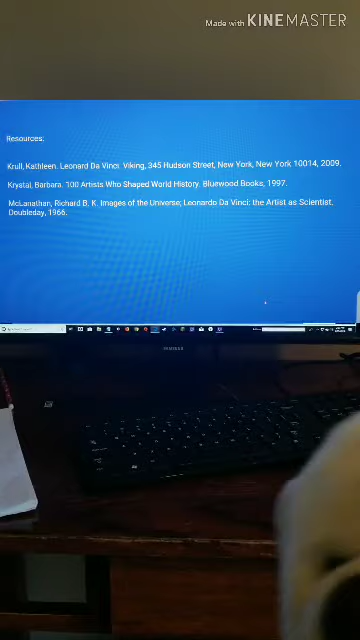 Made with KINEMASTER
Resources:
Krull, Kathleen. Leonard Da Vinci. Viking, 345 Hudson Street, New York, New York 10014, 2009.
Krystal, Barbara. 100 Artists Who Shaped World History. Bluewood Books, 1997.
McLanathan, Richard B. K. Images of the Universe; Leonardo Da Vinci: the Artist as Scientist.
Doubleday, 1966.
SAMSUNG